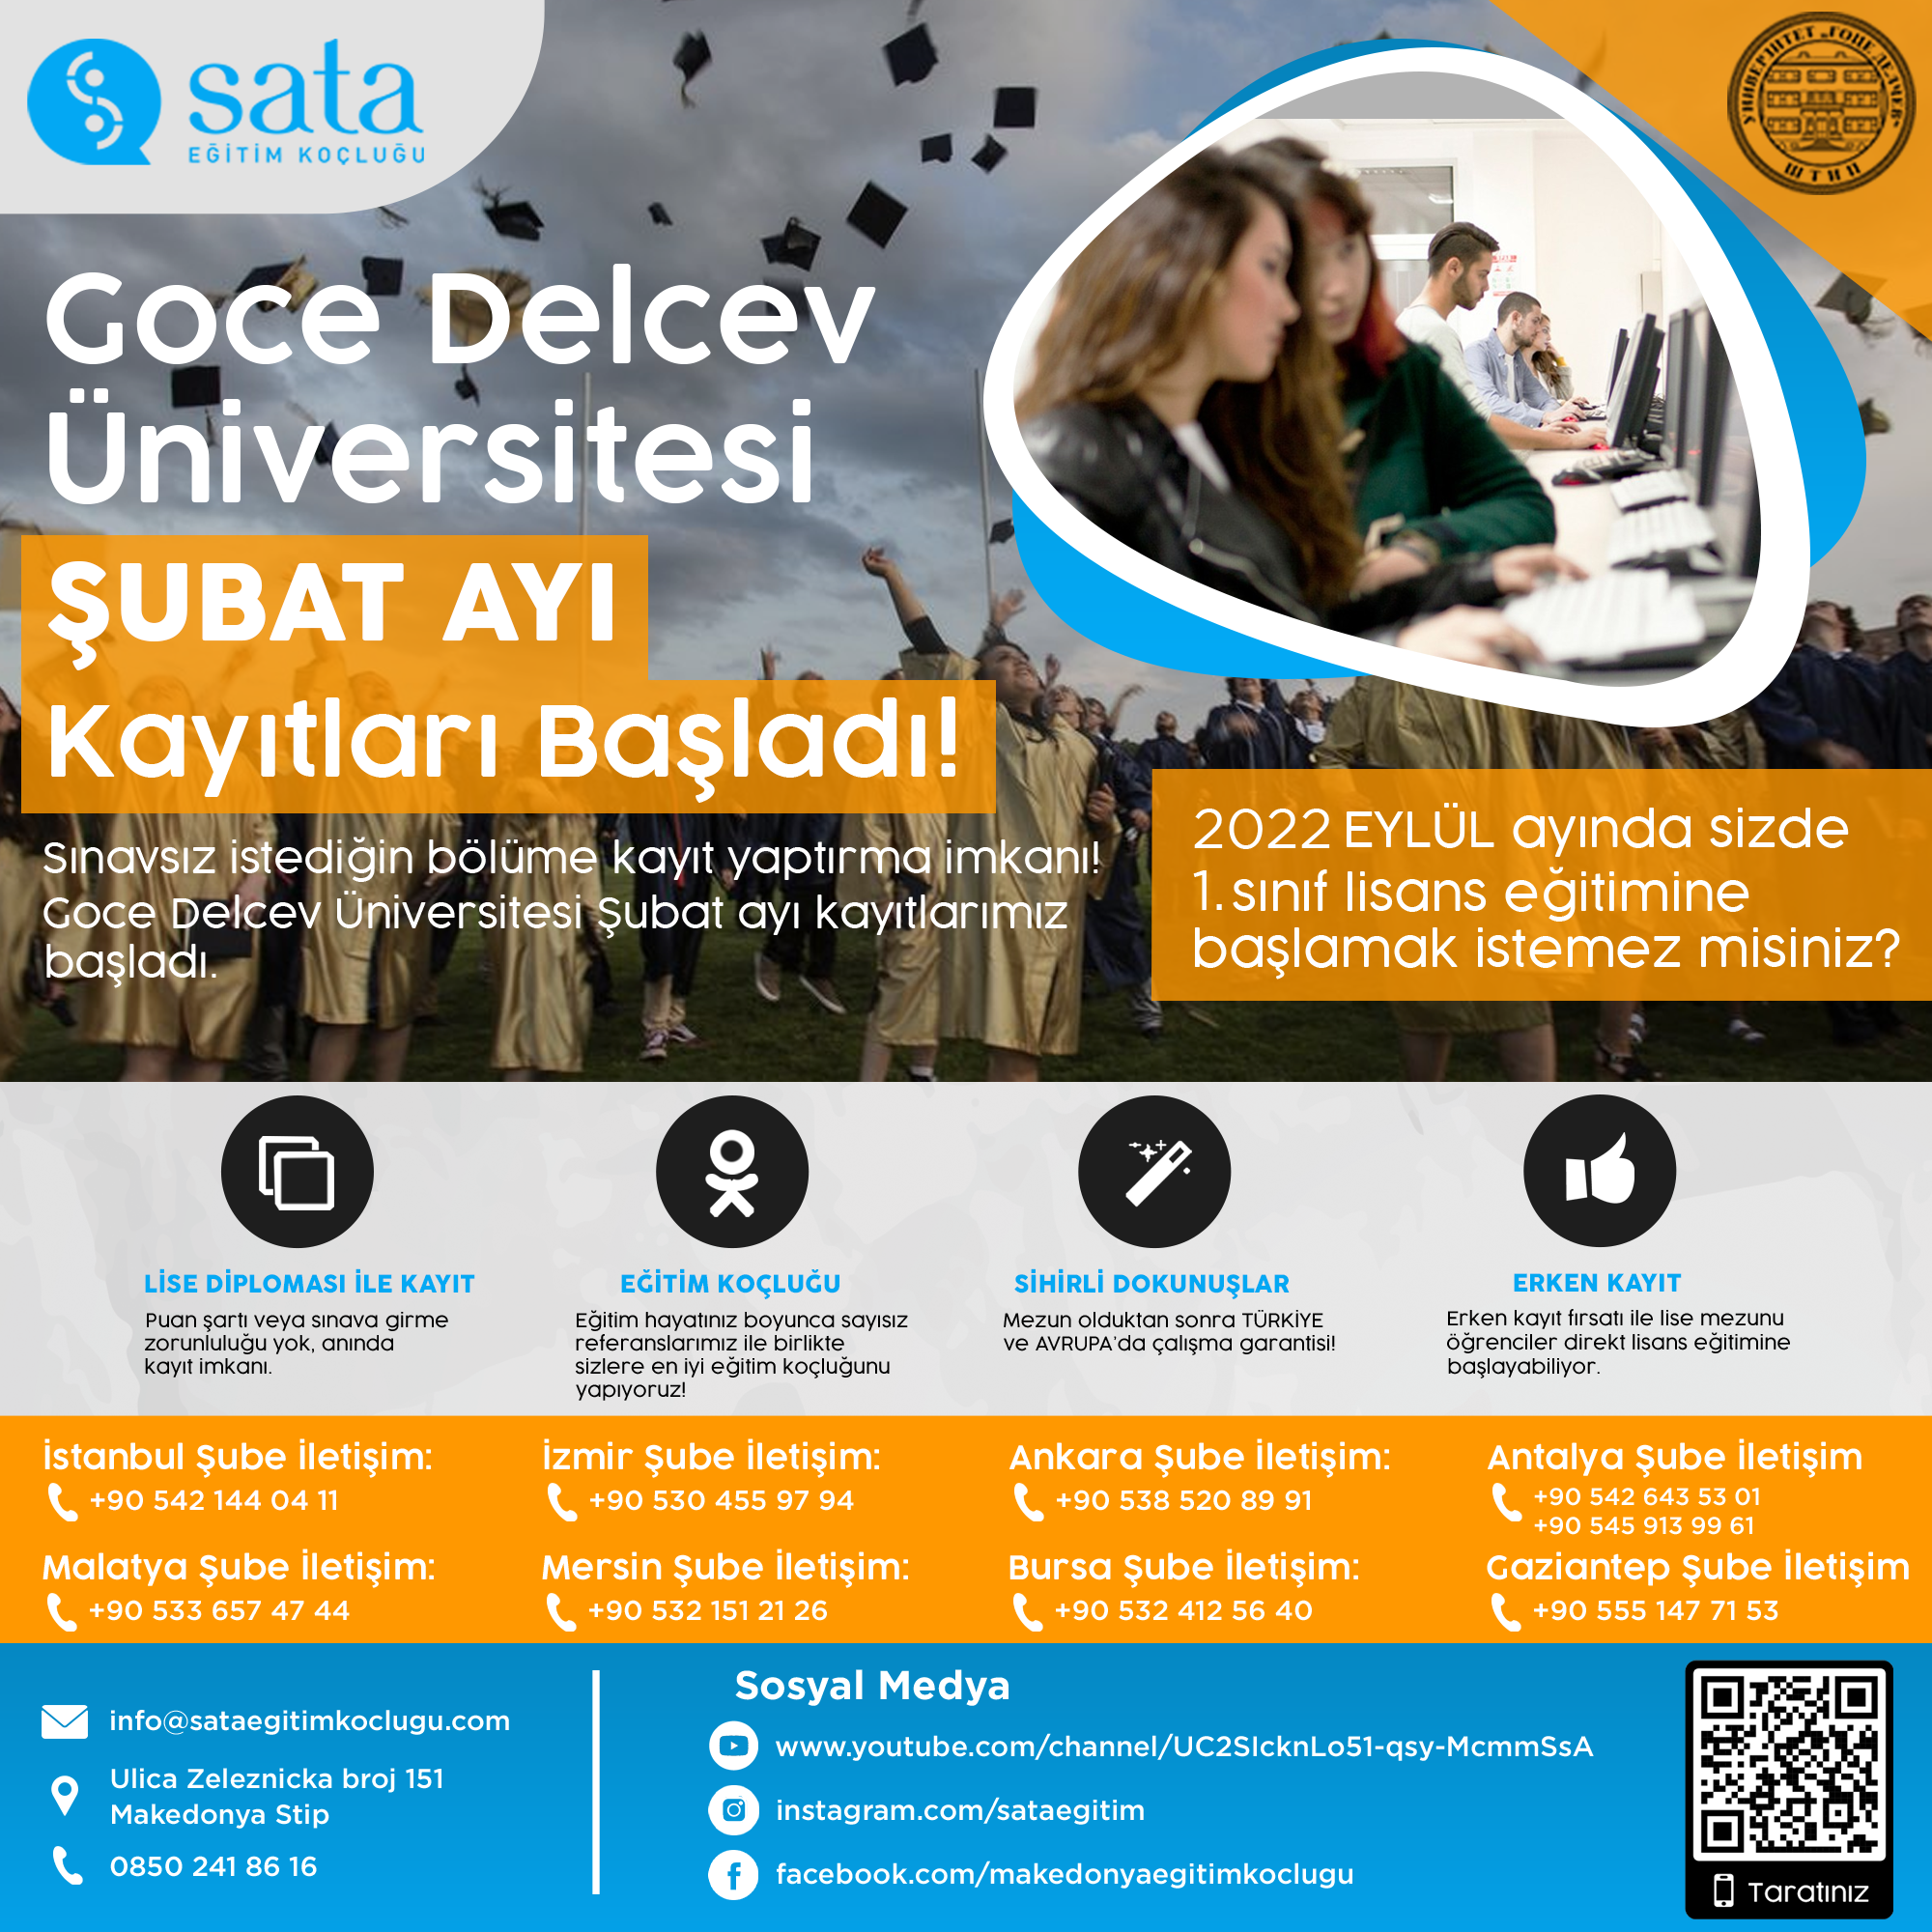 sata
EĞİTİM KOÇLUĞU
УНИВЕРЗИТЕТ „ГОЦЕ ДЕЛЧЕВ“
ШТИП
Goce Delcev
Üniversitesi
ŞUBAT AYI
Kayıtları Başladı!
Sınavsız istediğin bölüme kayıt yaptırma imkanı!
Goce Delcev Üniversitesi Şubat ayı kayıtlarımız
başladı.
2022 EYLÜL ayında sizde
1. sınıf lisans eğitimine
başlamak istemez misiniz?
LİSE DİPLOMASI İLE KAYIT
Puan şartı veya sınava girme
zorunluluğu yok, anında
kayıt imkanı.
EĞİTİM KOÇLUĞU
Eğitim hayatınız boyunca sayısız
referanslarımız ile birlikte
sizlere en iyi eğitim koçluğunu
yapıyoruz!
SİHİRLİ DOKUNUŞLAR
Mezun olduktan sonra TÜRKİYE
ve AVRUPA'da çalışma garantisi!
ERKEN KAYIT
Erken kayıt fırsatı ile lise mezunu
öğrenciler direkt lisans eğitimine
başlayabiliyor.
İstanbul Şube İletişim:
+90 542 144 04 11
İzmir Şube İletişim:
+90 530 455 97 94
Ankara Şube İletişim:
+90 538 520 89 91
Antalya Şube İletişim
+90 542 643 53 01
+90 545 913 99 61
Malatya Şube İletişim:
+90 533 657 47 44
Mersin Şube İletişim:
+90 532 151 21 26
Bursa Şube İletişim:
+90 532 412 56 40
Gaziantep Şube İletişim
+90 555 147 71 53
info@sataegitimkoclugu.com
Ulica Zeleznicka broj 151
Makedonya Stip
0850 241 86 16
Sosyal Medya
www.youtube.com/channel/UC2SIcknLo51-qsy-McmmSsA
instagram.com/sataegitim
facebook.com/makedonyaegitimkoclugu
Taratınız